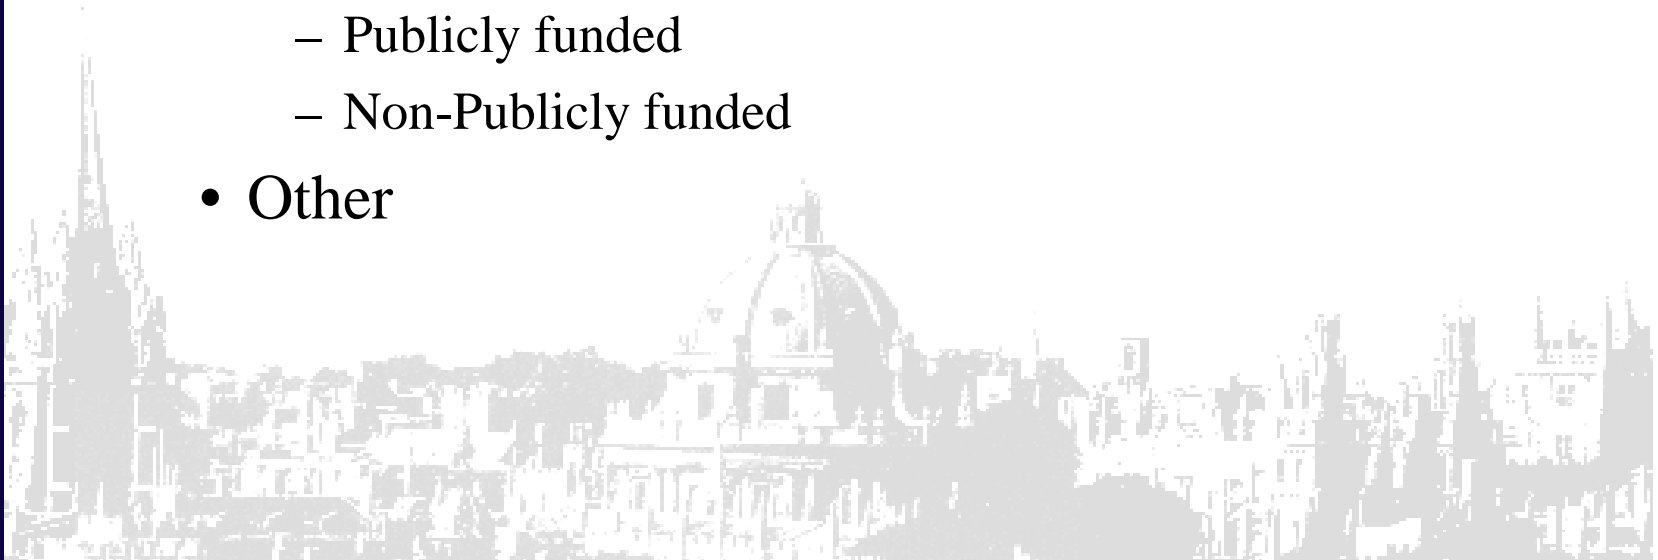 – Publicly funded
– Non-Publicly funded
• Other